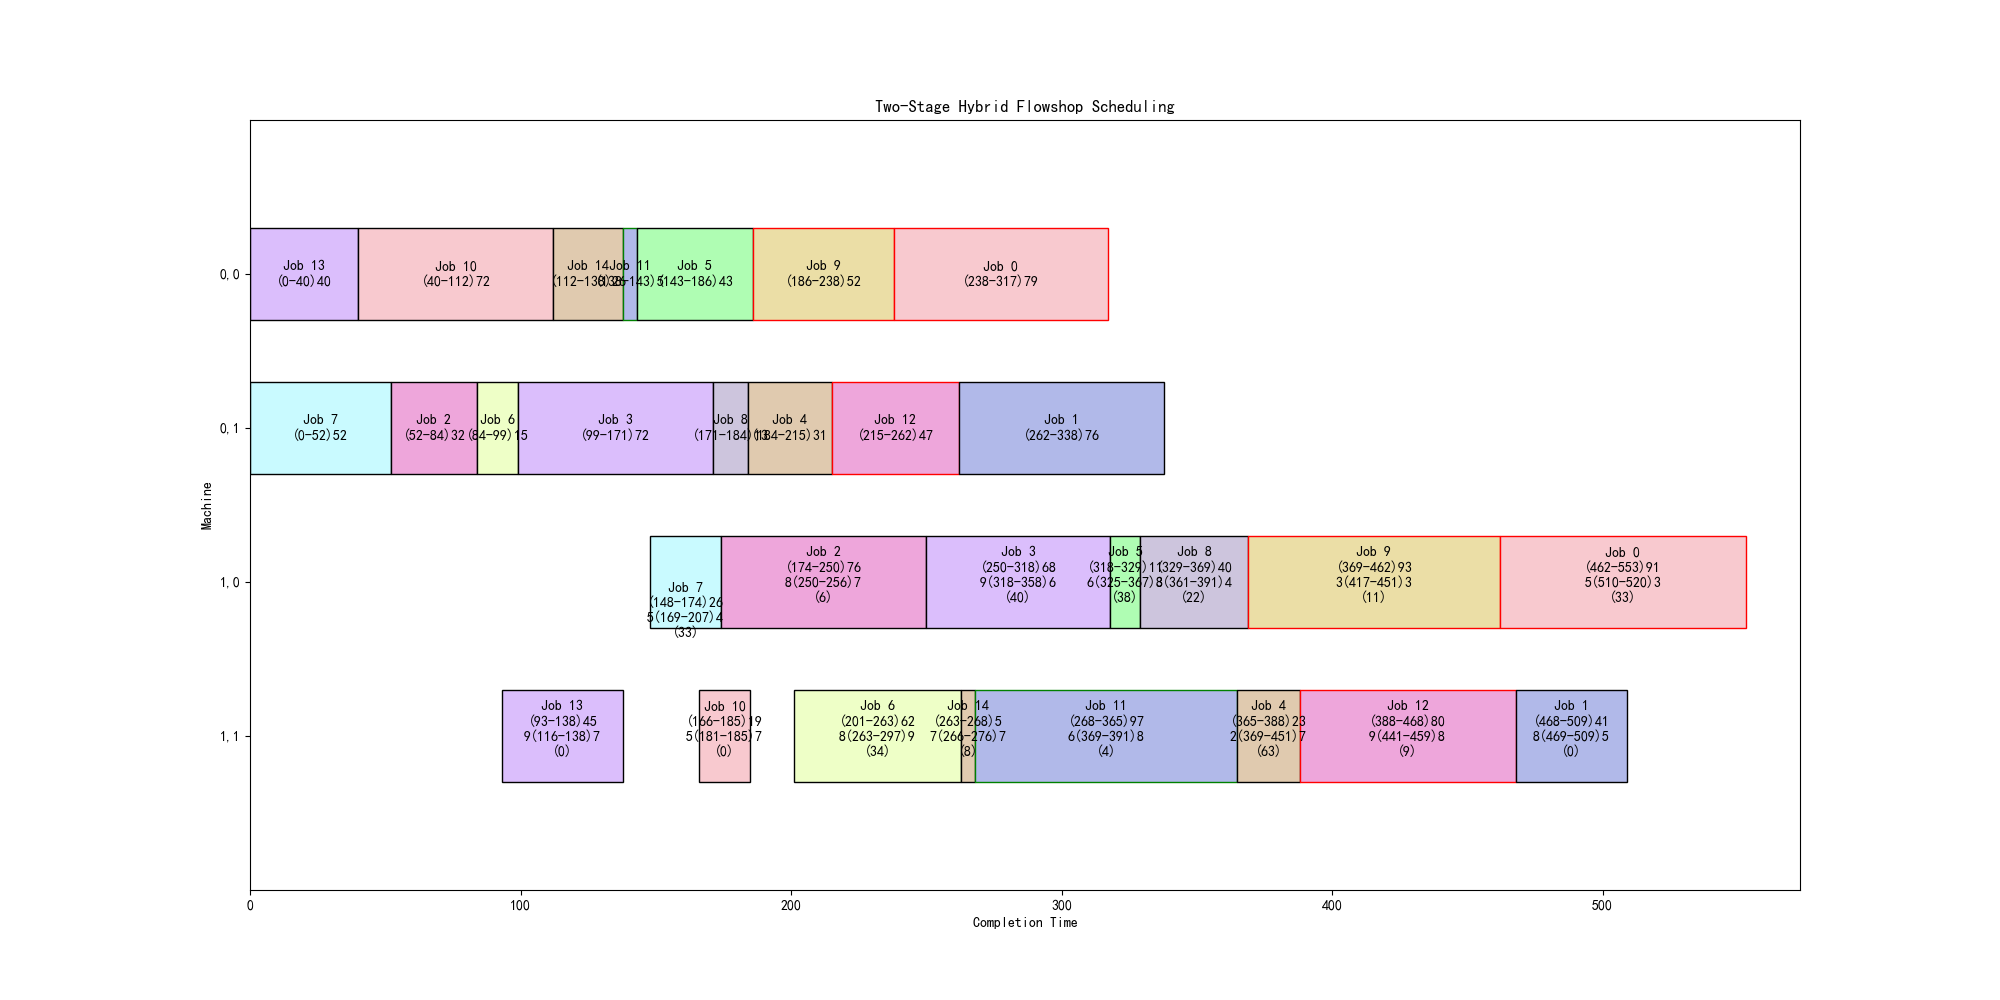 Two-Stage Hybrid Flowshop Scheduling
0,0
Job 13
(0-40)40
Job 10
(40-112)72
Job 14
(112-138)26
Job 11
(138-143)5
Job 5
(143-186)43
Job 9
(186-238)52
Job 0
(238-317)79
0,1
Job 7
(0-52)52
Job 2
(52-84)32
Job 6
(84-99)15
Job 3
(99-171)72
Job 8
(171-184)13
Job 4
(184-215)31
Job 12
(215-262)47
Job 1
(262-338)76
Machine
1,0
Job 7
(148-174)26
5(169-207)4
(33)
Job 2
(174-250)76
8(250-256)7
(6)
Job 3
(250-318)68
9(318-358)6
(40)
Job 5
(318-329)11
6(325-367)8
(38)
Job 8
(329-369)40
8(361-391)4
(22)
Job 9
(369-462)93
3(417-451)3
(11)
Job 0
(462-553)91
5(510-520)3
(33)
1,1
Job 13
(93-138)45
9(116-138)7
(0)
Job 10
(166-185)19
5(181-185)7
(0)
Job 6
(201-263)62
8(263-297)9
(34)
Job 14
(263-268)5
7(266-276)7
(8)
Job 11
(268-365)97
6(369-391)8
(4)
Job 4
(365-388)23
2(369-451)7
(63)
Job 12
(388-468)80
9(441-459)8
(9)
Job 1
(468-509)41
8(469-509)5
(0)
0
100
200
300
400
500
Completion Time